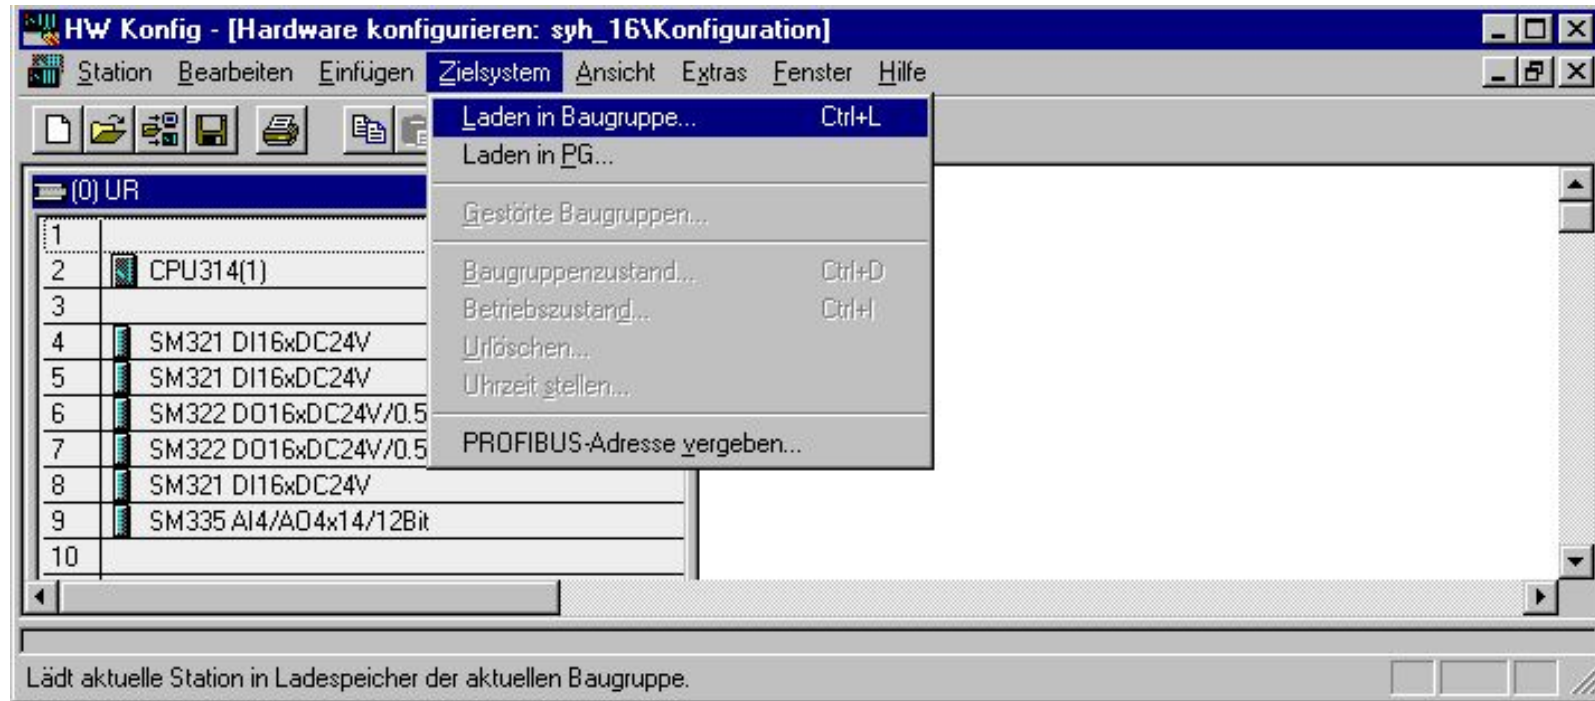 HW Konfig - [Hardware konfigurieren: syh_16\Konfiguration]
Station Bearbeiten Einfügen Zielsystem Ansicht Extras Fenster Hilfe
Laden in Baugruppe... Ctrl+L
Laden in PG...
Gestörte Baugruppen...
Baugruppenzustand... Ctrl+D
Betriebszustand... Ctrl+I
Urlöschen...
Uhrzeit stellen...
PROFIBUS-Adresse vergeben...
(0) UR
1
2 CPU314(1)
3
4 SM321 DI16xDC24V
5 SM321 DI16xDC24V
6 SM322 DO16xDC24V/0.5
7 SM322 DO16xDC24V/0.5
8 SM321 DI16xDC24V
9 SM335 AI4/AO4x14/12Bit
10
Lädt aktuelle Station in Ladespeicher der aktuellen Baugruppe.